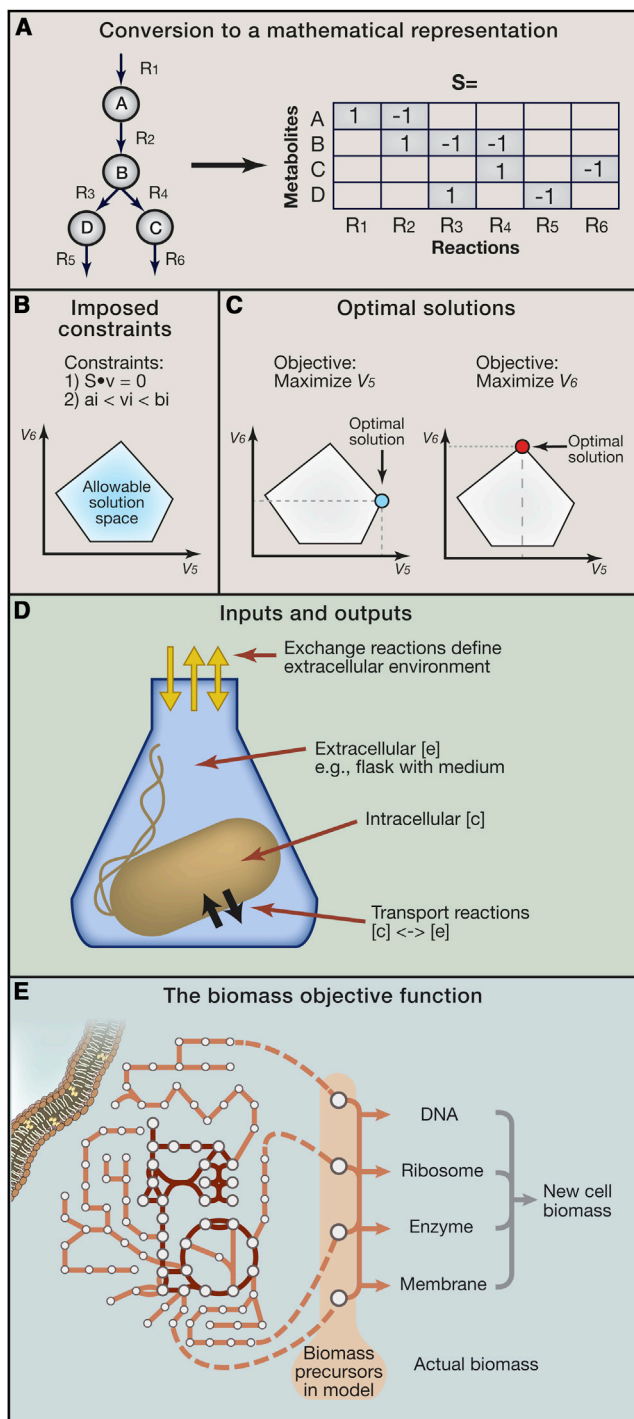 A
Conversion to a mathematical representation
R1
A
R2
B
R3
R4
D
C
R5
R6
S=
Metabolites
A 1 -1
B 1 -1 -1
C 1 -1
D 1 -1
R1 R2 R3 R4 R5 R6
Reactions
B
Imposed
constraints
Constraints:
1) S•v = 0
2) ai < vi < bi
V6
Allowable
solution
space
V5
C
Optimal solutions
Objective:
Maximize V5
V6
Optimal
solution
V5
Objective:
Maximize V6
V6
Optimal
solution
V5
D
Inputs and outputs
Exchange reactions define
extracellular environment
Extracellular [e]
e.g., flask with medium
Intracellular [c]
Transport reactions
[c] <-> [e]
E
The biomass objective function
DNA
Ribosome
Enzyme
Membrane
New cell
biomass
Biomass
precursors
in model
Actual biomass